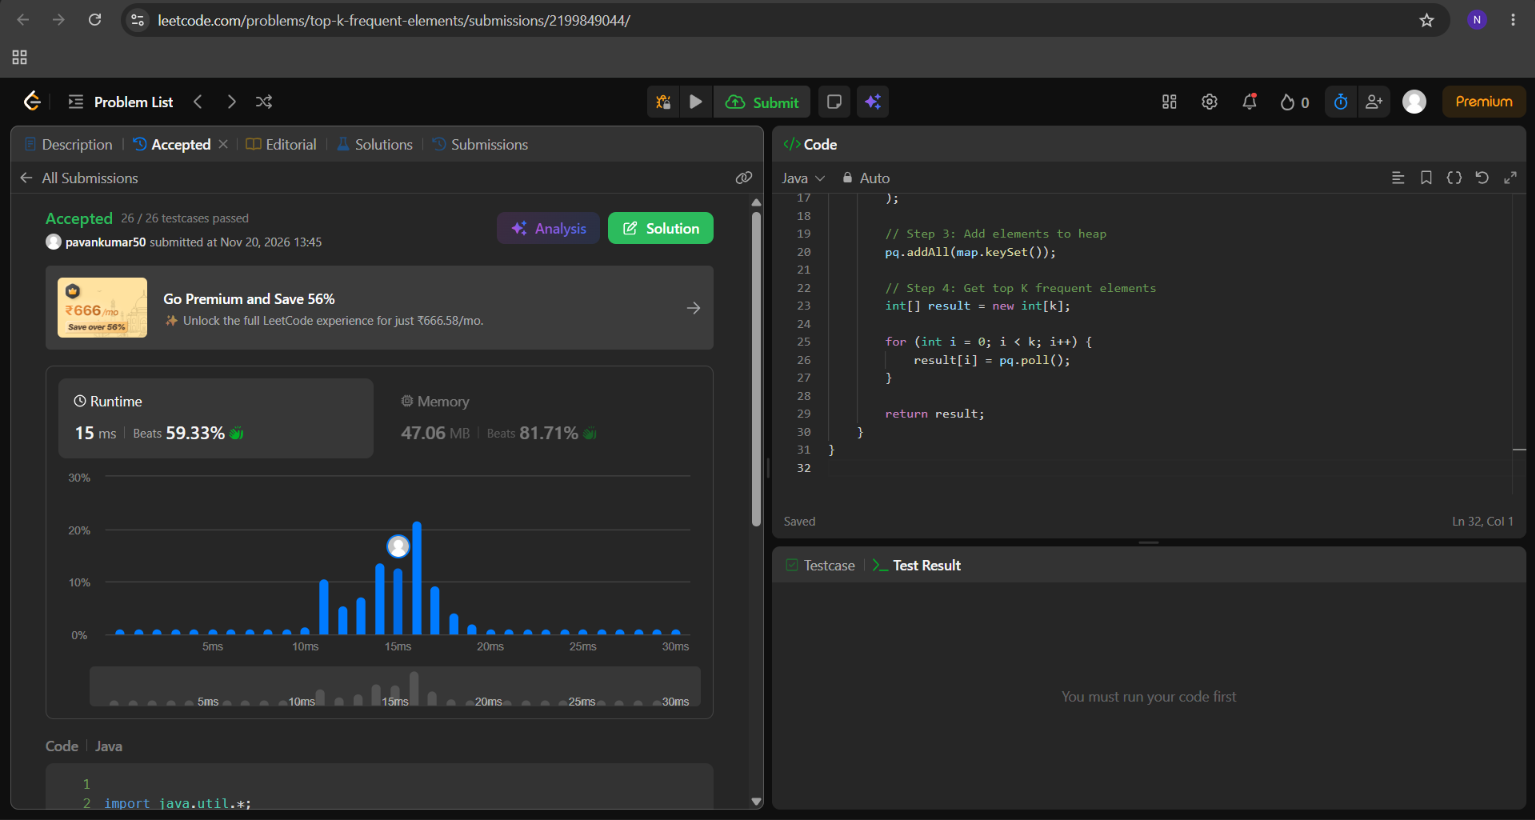 leetcode.com/problems/top-k-frequent-elements/submissions/2199849044/
N
Problem List
Submit
0
Premium
Description
Accepted
Editorial
Solutions
Submissions
All Submissions
Accepted 26 / 26 testcases passed
pavankumar50 submitted at Nov 20, 2026 13:45
Analysis
Solution
₹666/mo
Save over 56%
Go Premium and Save 56%
✨ Unlock the full LeetCode experience for just ₹666.58/mo.
Runtime
15 ms | Beats 59.33%
Memory
47.06 MB | Beats 81.71%
30%
20%
10%
0%
5ms 10ms 15ms 20ms 25ms 30ms
5ms 10ms 15ms 20ms 25ms 30ms
Code | Java
1
2 import java.util.*;
</> Code
Java
Auto
17 );
18
19 // Step 3: Add elements to heap
20 pq.addAll(map.keySet());
21
22 // Step 4: Get top K frequent elements
23 int[] result = new int[k];
24
25 for (int i = 0; i < k; i++) {
26 result[i] = pq.poll();
27 }
28
29 return result;
30 }
31 }
32
Saved
Ln 32, Col 1
Testcase
>_ Test Result
You must run your code first